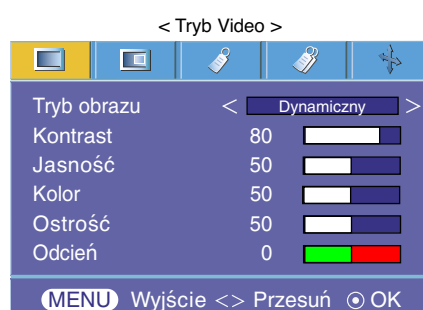 < Tryb Video >
Tryb obrazu < Dynamiczny >
Kontrast 80
Jasność 50
Kolor 50
Ostrość 50
Odcień 0
MENU Wyjście <> Przesuń ⊙ OK